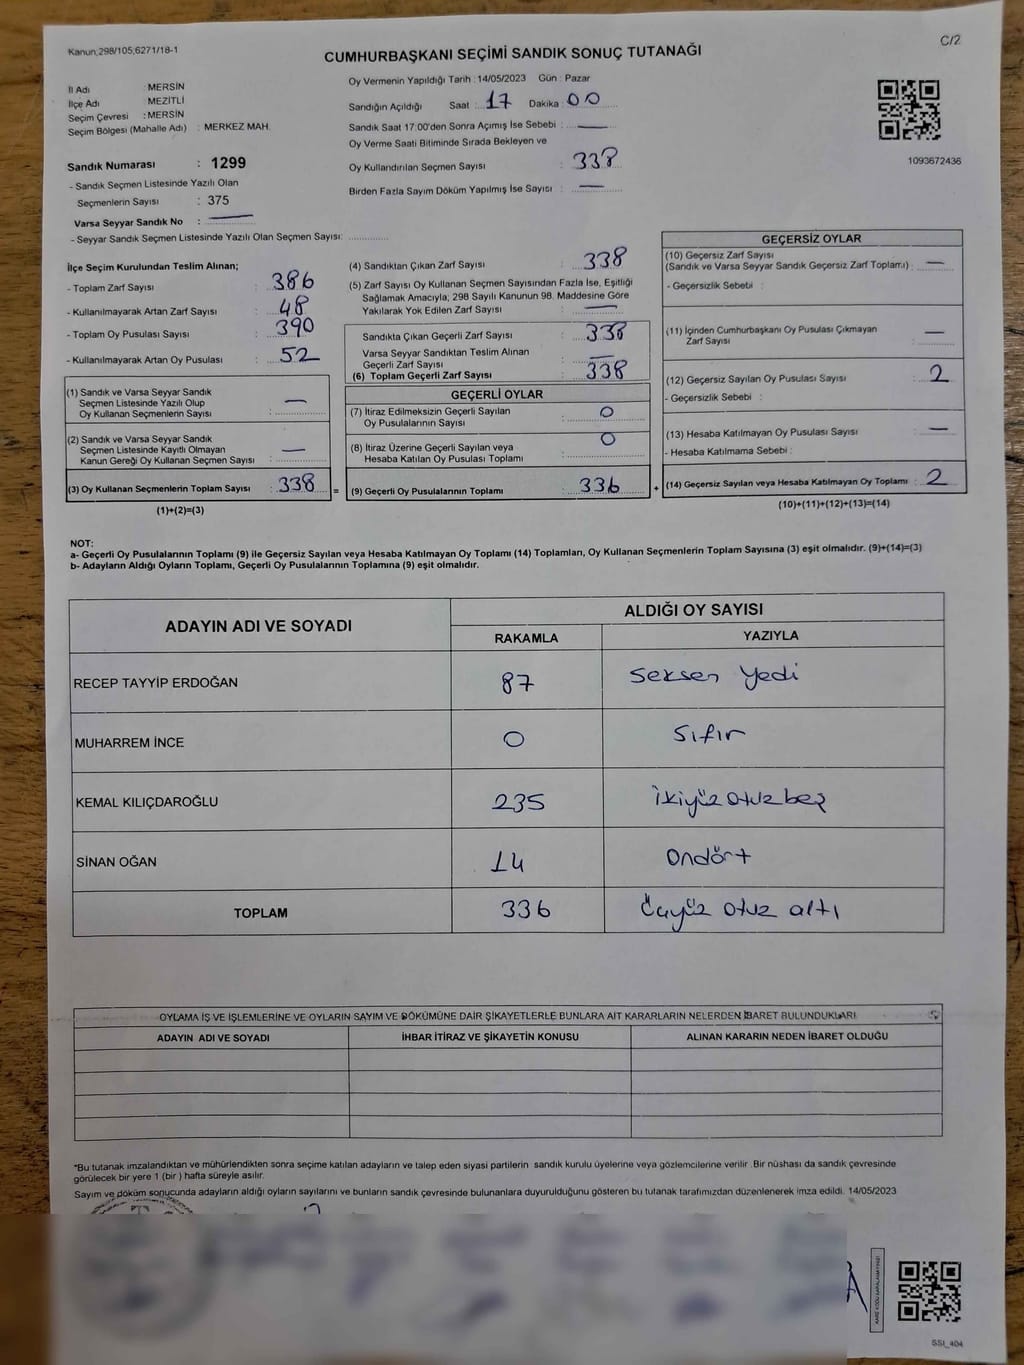 Kanun;298/105;6271/18-1
C/2
CUMHURBAŞKANI SEÇİMİ SANDIK SONUÇ TUTANAĞI
İl Adı : MERSİN
İlçe Adı : MEZİTLİ
Seçim Çevresi : MERSİN
Seçim Bölgesi (Mahalle Adı) : MERKEZ MAH.
Sandık Numarası : 1299
- Sandık Seçmen Listesinde Yazılı Olan
Seçmenlerin Sayısı : 375
Varsa Seyyar Sandık No : —
- Seyyar Sandık Seçmen Listesinde Yazılı Olan Seçmen Sayısı: ............
Oy Vermenin Yapıldığı Tarih : 14/05/2023 Gün : Pazar
Sandığın Açıldığı Saat : 17 Dakika : 00
Sandık Saat 17:00'den Sonra Açımış İse Sebebi : —
Oy Verme Saati Bitiminde Sırada Bekleyen ve
Oy Kullandırılan Seçmen Sayısı : 338
Birden Fazla Sayım Döküm Yapılmış İse Sayısı : —
1093672436
İlçe Seçim Kurulundan Teslim Alınan;
- Toplam Zarf Sayısı : 386
- Kullanılmayarak Artan Zarf Sayısı : 48
- Toplam Oy Pusulası Sayısı : 390
- Kullanılmayarak Artan Oy Pusulası : 52
(1) Sandık ve Varsa Seyyar Sandık
Seçmen Listesinde Yazılı Olup
Oy Kullanan Seçmenlerin Sayısı : —
(2) Sandık ve Varsa Seyyar Sandık
Seçmen Listesinde Kayıtlı Olmayan
Kanun Gereği Oy Kullanan Seçmen Sayısı : —
(3) Oy Kullanan Seçmenlerin Toplam Sayısı : 338
(1)+(2)=(3)
(4) Sandıktan Çıkan Zarf Sayısı : 338
(5) Zarf Sayısı Oy Kullanan Seçmen Sayısından Fazla İse, Eşitliği
Sağlamak Amacıyla; 298 Sayılı Kanunun 98. Maddesine Göre
Yakılarak Yok Edilen Zarf Sayısı : —
Sandıkta Çıkan Geçerli Zarf Sayısı : 338
Varsa Seyyar Sandıktan Teslim Alınan
Geçerli Zarf Sayısı : —
(6) Toplam Geçerli Zarf Sayısı : 338
GEÇERLİ OYLAR
(7) İtiraz Edilmeksizin Geçerli Sayılan
Oy Pusulalarının Sayısı : 0
(8) İtiraz Üzerine Geçerli Sayılan veya
Hesaba Katılan Oy Pusulası Toplamı : 0
= (9) Geçerli Oy Pusulalarının Toplamı : 336
GEÇERSİZ OYLAR
(10) Geçersiz Zarf Sayısı
(Sandık ve Varsa Seyyar Sandık Geçersiz Zarf Toplamı) : —
- Geçersizlik Sebebi :
(11) İçinden Cumhurbaşkanı Oy Pusulası Çıkmayan
Zarf Sayısı : —
(12) Geçersiz Sayılan Oy Pusulası Sayısı : 2
- Geçersizlik Sebebi :
(13) Hesaba Katılmayan Oy Pusulası Sayısı : —
- Hesaba Katılmama Sebebi :
+ (14) Geçersiz Sayılan veya Hesaba Katılmayan Oy Toplamı : 2
(10)+(11)+(12)+(13)=(14)
NOT:
a- Geçerli Oy Pusulalarının Toplamı (9) ile Geçersiz Sayılan veya Hesaba Katılmayan Oy Toplamı (14) Toplamları, Oy Kullanan Seçmenlerin Toplam Sayısına (3) eşit olmalıdır. (9)+(14)=(3)
b- Adayların Aldığı Oyların Toplamı, Geçerli Oy Pusulalarının Toplamına (9) eşit olmalıdır.
ADAYIN ADI VE SOYADI
ALDIĞI OY SAYISI
RAKAMLA YAZIYLA
RECEP TAYYİP ERDOĞAN 87 Seksen Yedi
MUHARREM İNCE 0 Sıfır
KEMAL KILIÇDAROĞLU 235 İkiyüz otuz beş
SİNAN OĞAN 14 Ondört
TOPLAM 336 Üçyüz otuz altı
OYLAMA İŞ VE İŞLEMLERİNE VE OYLARIN SAYIM VE DÖKÜMÜNE DAİR ŞİKAYETLERLE BUNLARA AİT KARARLARIN NELERDEN İBARET BULUNDUKLARI
ADAYIN ADI VE SOYADI İHBAR İTİRAZ VE ŞİKAYETİN KONUSU ALINAN KARARIN NEDEN İBARET OLDUĞU
*Bu tutanak imzalandıktan ve mühürlendikten sonra seçime katılan adayların ve talep eden siyasi partilerin sandık kurulu üyelerine veya gözlemcilerine verilir. Bir nüshası da sandık çevresinde
görülecek bir yere 1 (bir) hafta süreyle asılır.
Sayım ve döküm sonucunda adayların aldığı oyların sayılarını ve bunların sandık çevresinde bulunanlara duyurulduğunu gösteren bu tutanak tarafımızdan düzenlenerek imza edildi. 14/05/2023
SSI_404